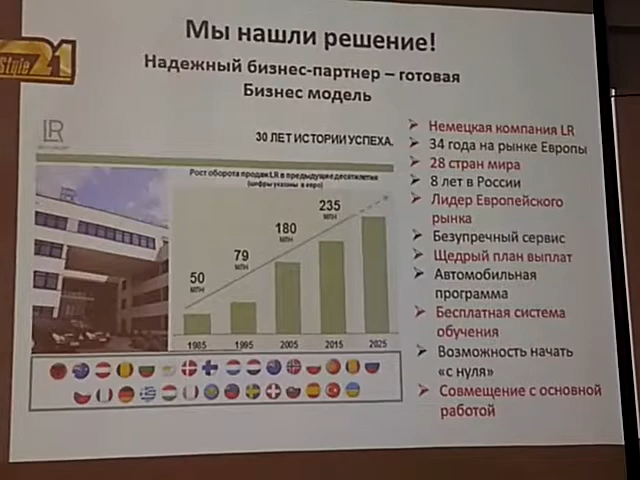 Мы нашли решение!
Style 21
Надежный бизнес-партнер – готовая
Бизнес модель
LR
30 ЛЕТ ИСТОРИИ УСПЕХА.
Рост оборота продаж LR в предыдущие десятилетия
(цифры указаны в евро)
50
МЛН
79
МЛН
180
МЛН
235
МЛН
1985
1995
2005
2015
2025
Немецкая компания LR
34 года на рынке Европы
28 стран мира
8 лет в России
Лидер Европейского
рынка
Безупречный сервис
Щедрый план выплат
Автомобильная
программа
Бесплатная система
обучения
Возможность начать
«с нуля»
Совмещение с основной
работой